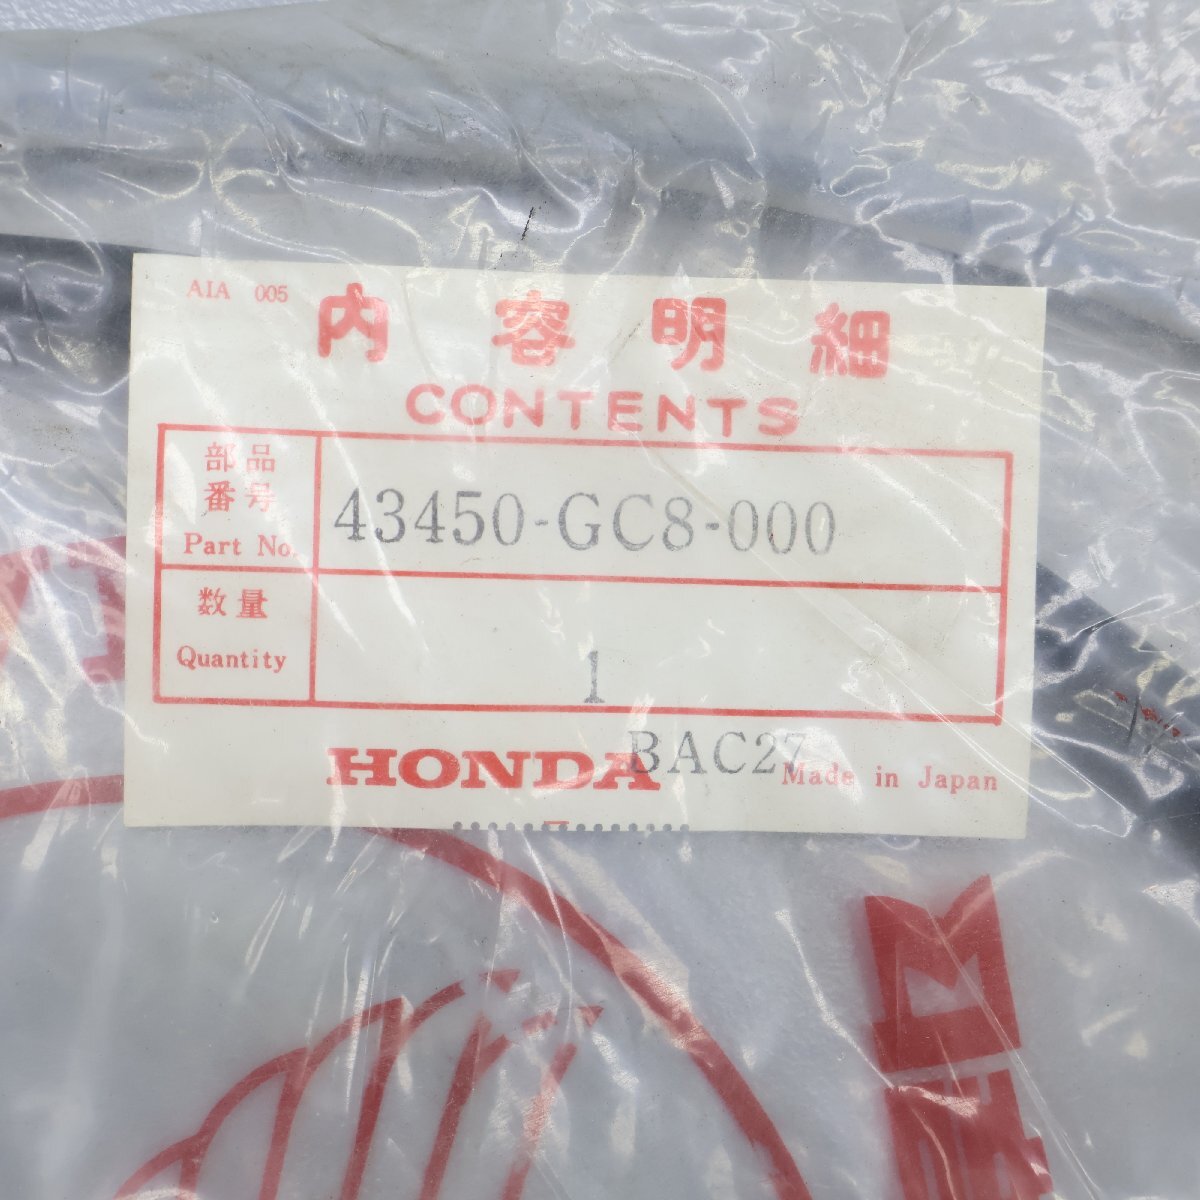 AIA 005
内容明細
CONTENTS
部品
番号
Part No.
43450-GC8-000
数量
Quantity
1
HONDA
BAC27
Made in Japan